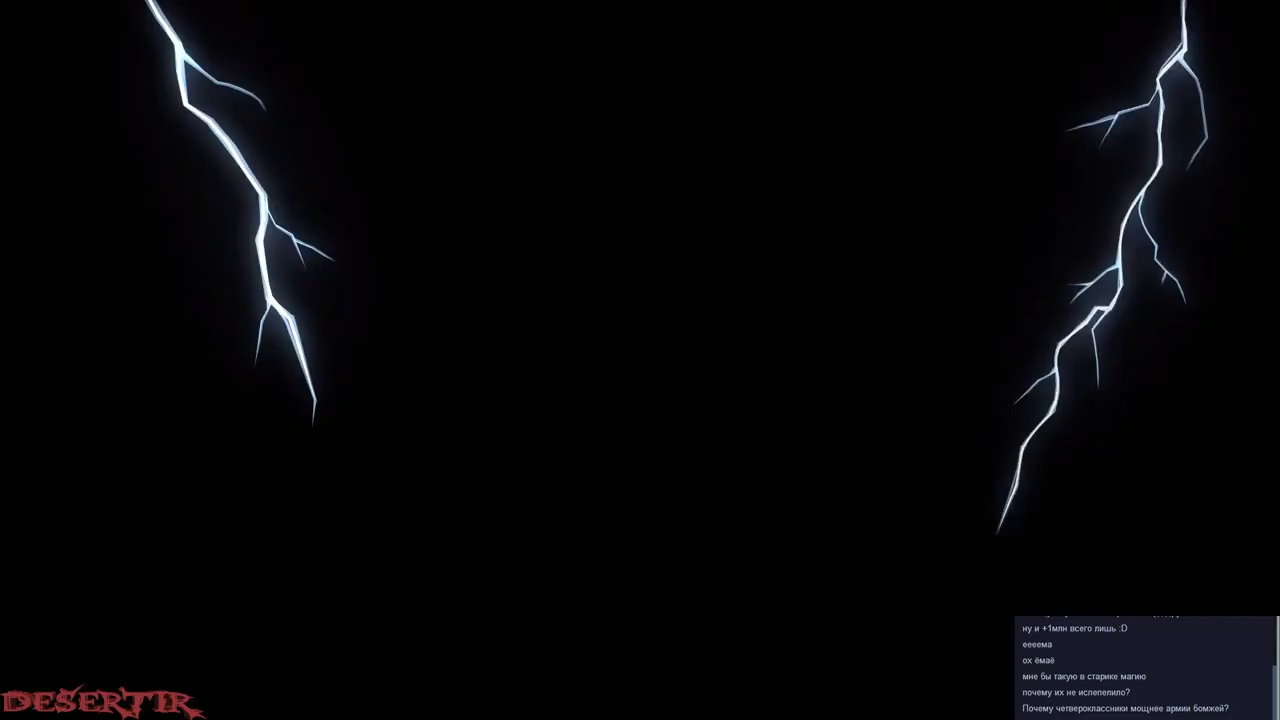 ну и +1млн всего лишь :D
еееема
ох ёмаё
мне бы такую в старике магию
почему их не испепелило?
Почему четвероклассники мощнее армии бомжей?
DESERTIR